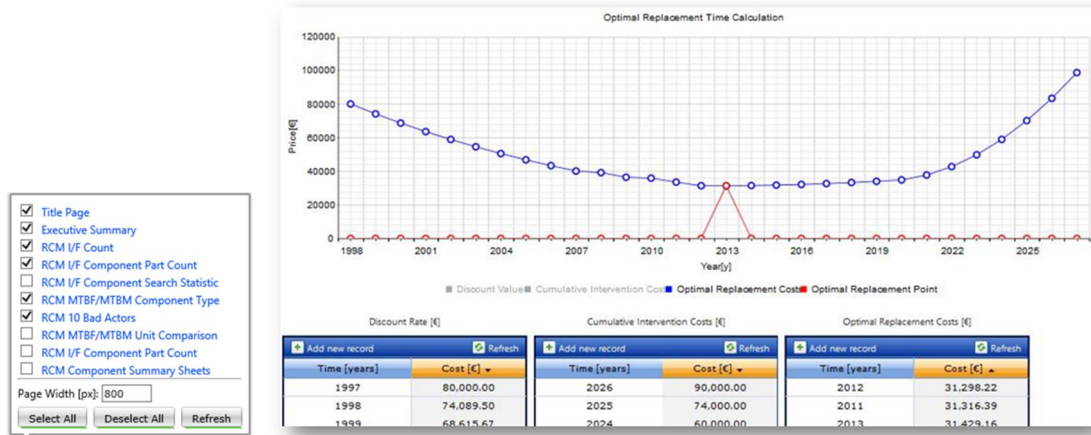 Title Page
Executive Summary
RCM I/F Count
RCM I/F Component Part Count
RCM I/F Component Search Statistic
RCM MTBF/MTBM Component Type
RCM 10 Bad Actors
RCM MTBF/MTBM Unit Comparison
RCM I/F Component Part Count
RCM Component Summary Sheets
Page Width [px]: 800
Select All Deselect All Refresh
Optimal Replacement Time Calculation
120000
100000
80000
60000
40000
20000
0
Price[€]
1998 2001 2004 2007 2010 2013 2016 2019 2022 2025
Year[y]
Discount Value Cumulative Intervention Cost Optimal Replacement Costs Optimal Replacement Point
Discount Rate [€] Cumulative Intervention Costs [€] Optimal Replacement Costs [€]
Add new record Refresh Add new record Refresh Add new record Refresh
Time [years] Cost [€] Time [years] Cost [€] Time [years] Cost [€]
1997 80,000.00 2026 90,000.00 2012 31,298.22
1998 74,089.50 2025 74,000.00 2011 31,316.39
1999 68,615.67 2024 60,000.00 2013 31,429.16